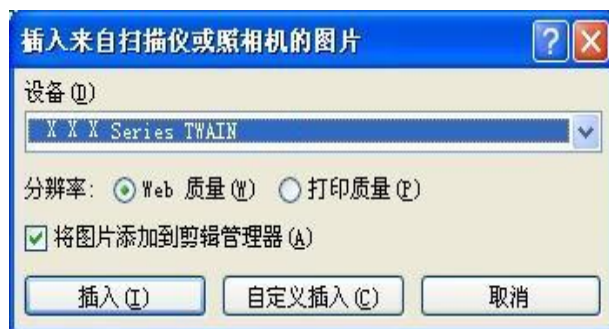 插入来自扫描仪或照相机的图片
设备(D)
X X X Series TWAIN
分辨率: Web 质量(W) 打印质量(P)
将图片添加到剪辑管理器(A)
插入(I) 自定义插入(C) 取消